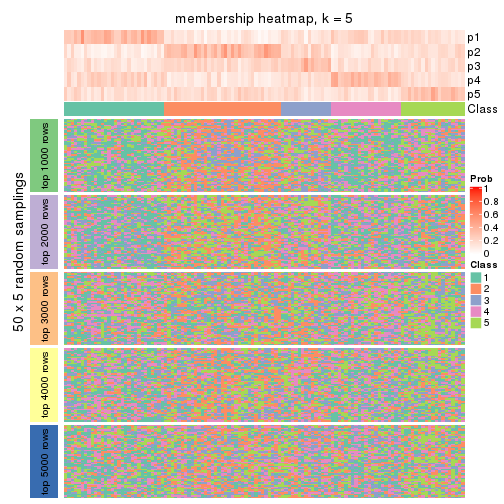 membership heatmap, k = 5
p1
p2
p3
p4
p5
Class
50 x 5 random samplings
top 1000 rows
top 2000 rows
top 3000 rows
top 4000 rows
top 5000 rows
Prob
1
0.8
0.6
0.4
0.2
0
Class
1
2
3
4
5